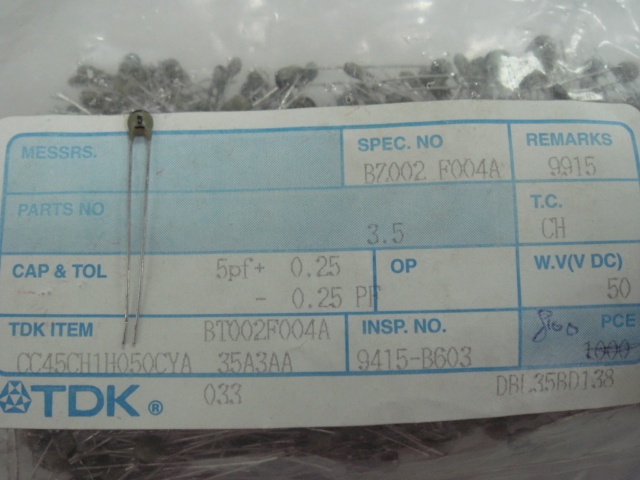 MESSRS. SPEC. NO REMARKS
BZ002 F004A 9915
PARTS NO T.C.
3.5 CH
CAP & TOL 5pf+ 0.25 OP W.V(V DC)
- 0.25 PF 50
TDK ITEM BT002F004A INSP. NO. PCE
CC45CH1H050CYA 35A3AA 9415-B603 1000
TDK ® 033 DBL35BD138